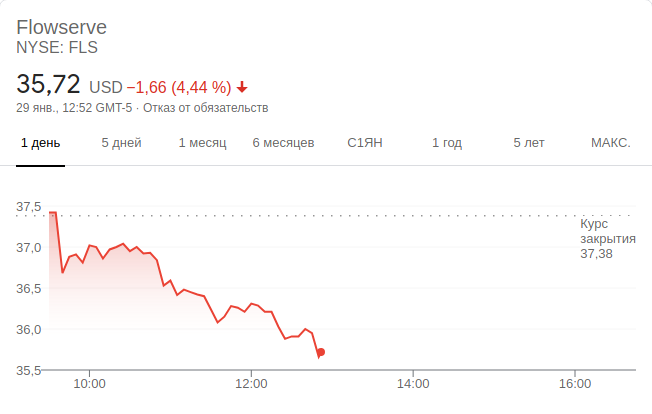 Flowserve
NYSE: FLS
35,72 USD −1,66 (4,44 %)
29 янв., 12:52 GMT-5 · Отказ от обязательств
1 день 5 дней 1 месяц 6 месяцев С1ЯН 1 год 5 лет МАКС.
37,5
Курс
закрытия
37,38
37,0
36,5
36,0
35,5
10:00 12:00 14:00 16:00